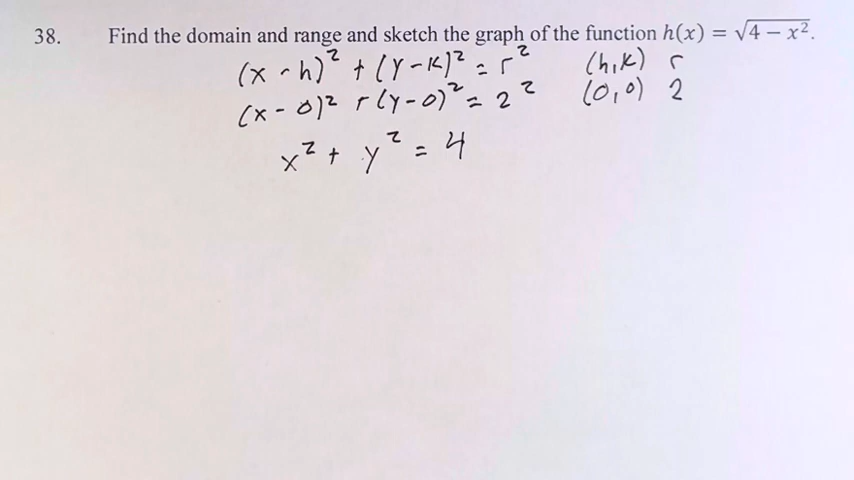 38. Find the domain and range and sketch the graph of the function h(x) = √4 − x².
(x - h)² + (y - k)² = r² (h,k) r
(x - 0)² + (y - 0)² = 2² (0,0) 2
x² + y² = 4